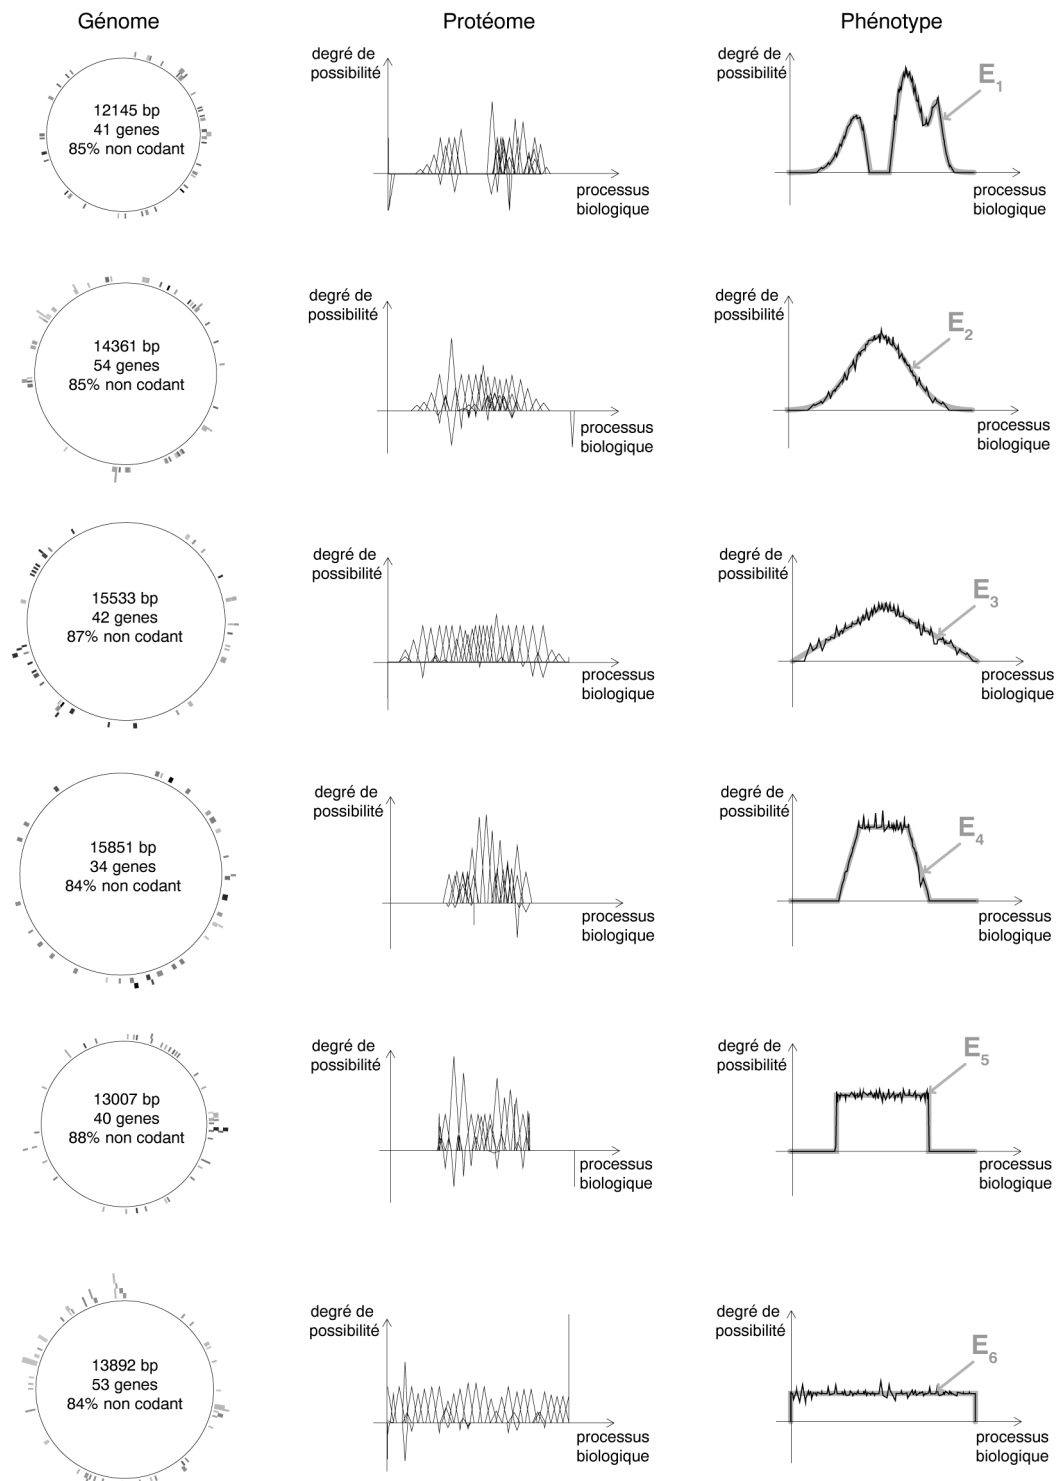 Génome
Protéome
Phénotype
12145 bp
41 genes
85% non codant
degré de
possibilité
processus
biologique
degré de
possibilité
E1
processus
biologique
14361 bp
54 genes
85% non codant
degré de
possibilité
processus
biologique
degré de
possibilité
E2
processus
biologique
15533 bp
42 genes
87% non codant
degré de
possibilité
processus
biologique
degré de
possibilité
E3
processus
biologique
15851 bp
34 genes
84% non codant
degré de
possibilité
processus
biologique
degré de
possibilité
E4
processus
biologique
13007 bp
40 genes
88% non codant
degré de
possibilité
processus
biologique
degré de
possibilité
E5
processus
biologique
13892 bp
53 genes
84% non codant
degré de
possibilité
processus
biologique
degré de
possibilité
E6
processus
biologique